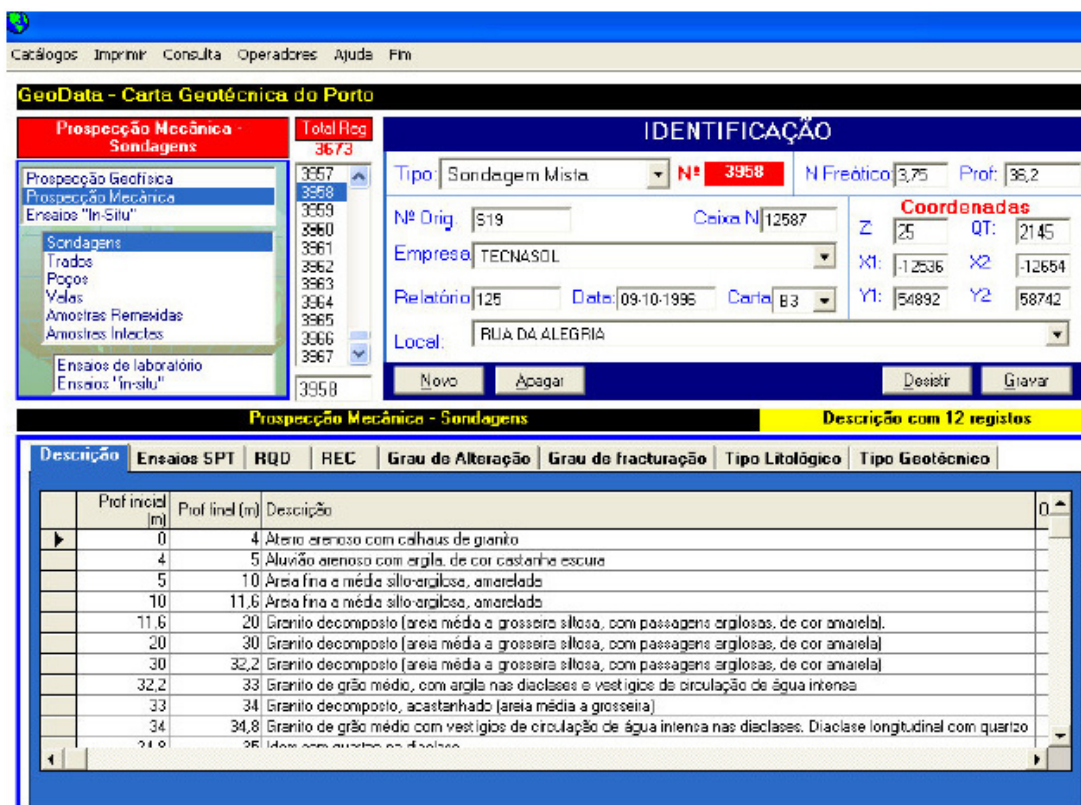 Catálogos Imprimir Consulta Operadores Ajuda Fim
GeoData - Carta Geotécnica do Porto
Prospecção Mecânica -
Sondagens
Total Reg
3673
IDENTIFICAÇÃO
Prospecção Geofísica
Prospecção Mecânica
Ensaios "In-Situ"
Sondagens
Trados
Poços
Valas
Amostras Remexidas
Amostras Intactas
Ensaios de laboratório
Ensaios "in-situ"
3957
3958
3959
3960
3961
3962
3963
3964
3965
3966
3967
3958
Tipo: Sondagem Mista Nº 3958 N Freático: 3,75 Prof: 36,2
Nº Orig. S19 Caixa N 12587
Empresa TECNASOL
Relatório 125 Data: 09-10-1996 Carta B3
Local: RUA DA ALEGRIA
Coordenadas
Z: 25 QT: 2145
X1: -12536 X2 -12654
Y1: 54892 Y2 58742
Novo Apagar Desistir Gravar
Prospecção Mecânica - Sondagens Descrição com 12 registos
Descrição Ensaios SPT RQD REC Grau de Alteração Grau de fracturação Tipo Litológico Tipo Geotécnico
Prof inicial (m) Prof final (m) Descrição
0 4 Aterro arenoso com calhaus de granito
4 5 Aluvião arenoso com argila, de cor castanha escura
5 10 Areia fina a média silto-argilosa, amarelada
10 11,6 Areia fina a média silto-argilosa, amarelada
11,6 20 Granito decomposto (areia média a grosseira siltosa, com passagens argilosas, de cor amarela).
20 30 Granito decomposto (areia média a grosseira siltosa, com passagens argilosas, de cor amarela)
30 32,2 Granito decomposto (areia média a grosseira siltosa, com passagens argilosas, de cor amarela)
32,2 33 Granito de grão médio, com argila nas diaclases e vestígios de circulação de água intensa
33 34 Granito decomposto, acastanhado (areia média a grosseira)
34 34,8 Granito de grão médio com vestígios de circulação de água intensa nas diaclases. Diaclase longitudinal com quartzo
34,8 35 Idem com quartzo na diaclase